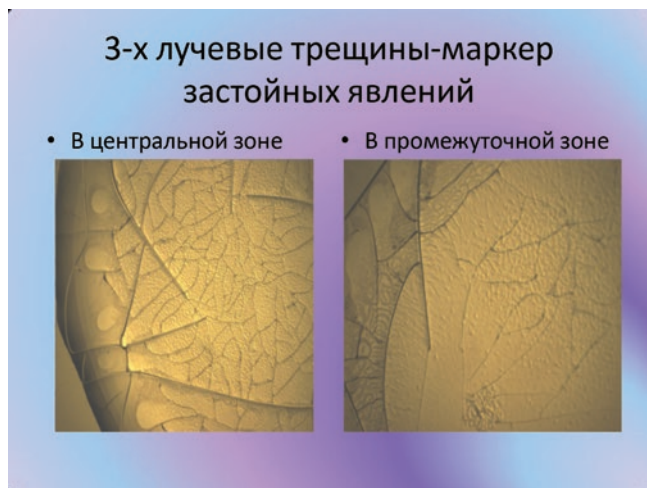 3-х лучевые трещины-маркер
застойных явлений
• В центральной зоне
• В промежуточной зоне